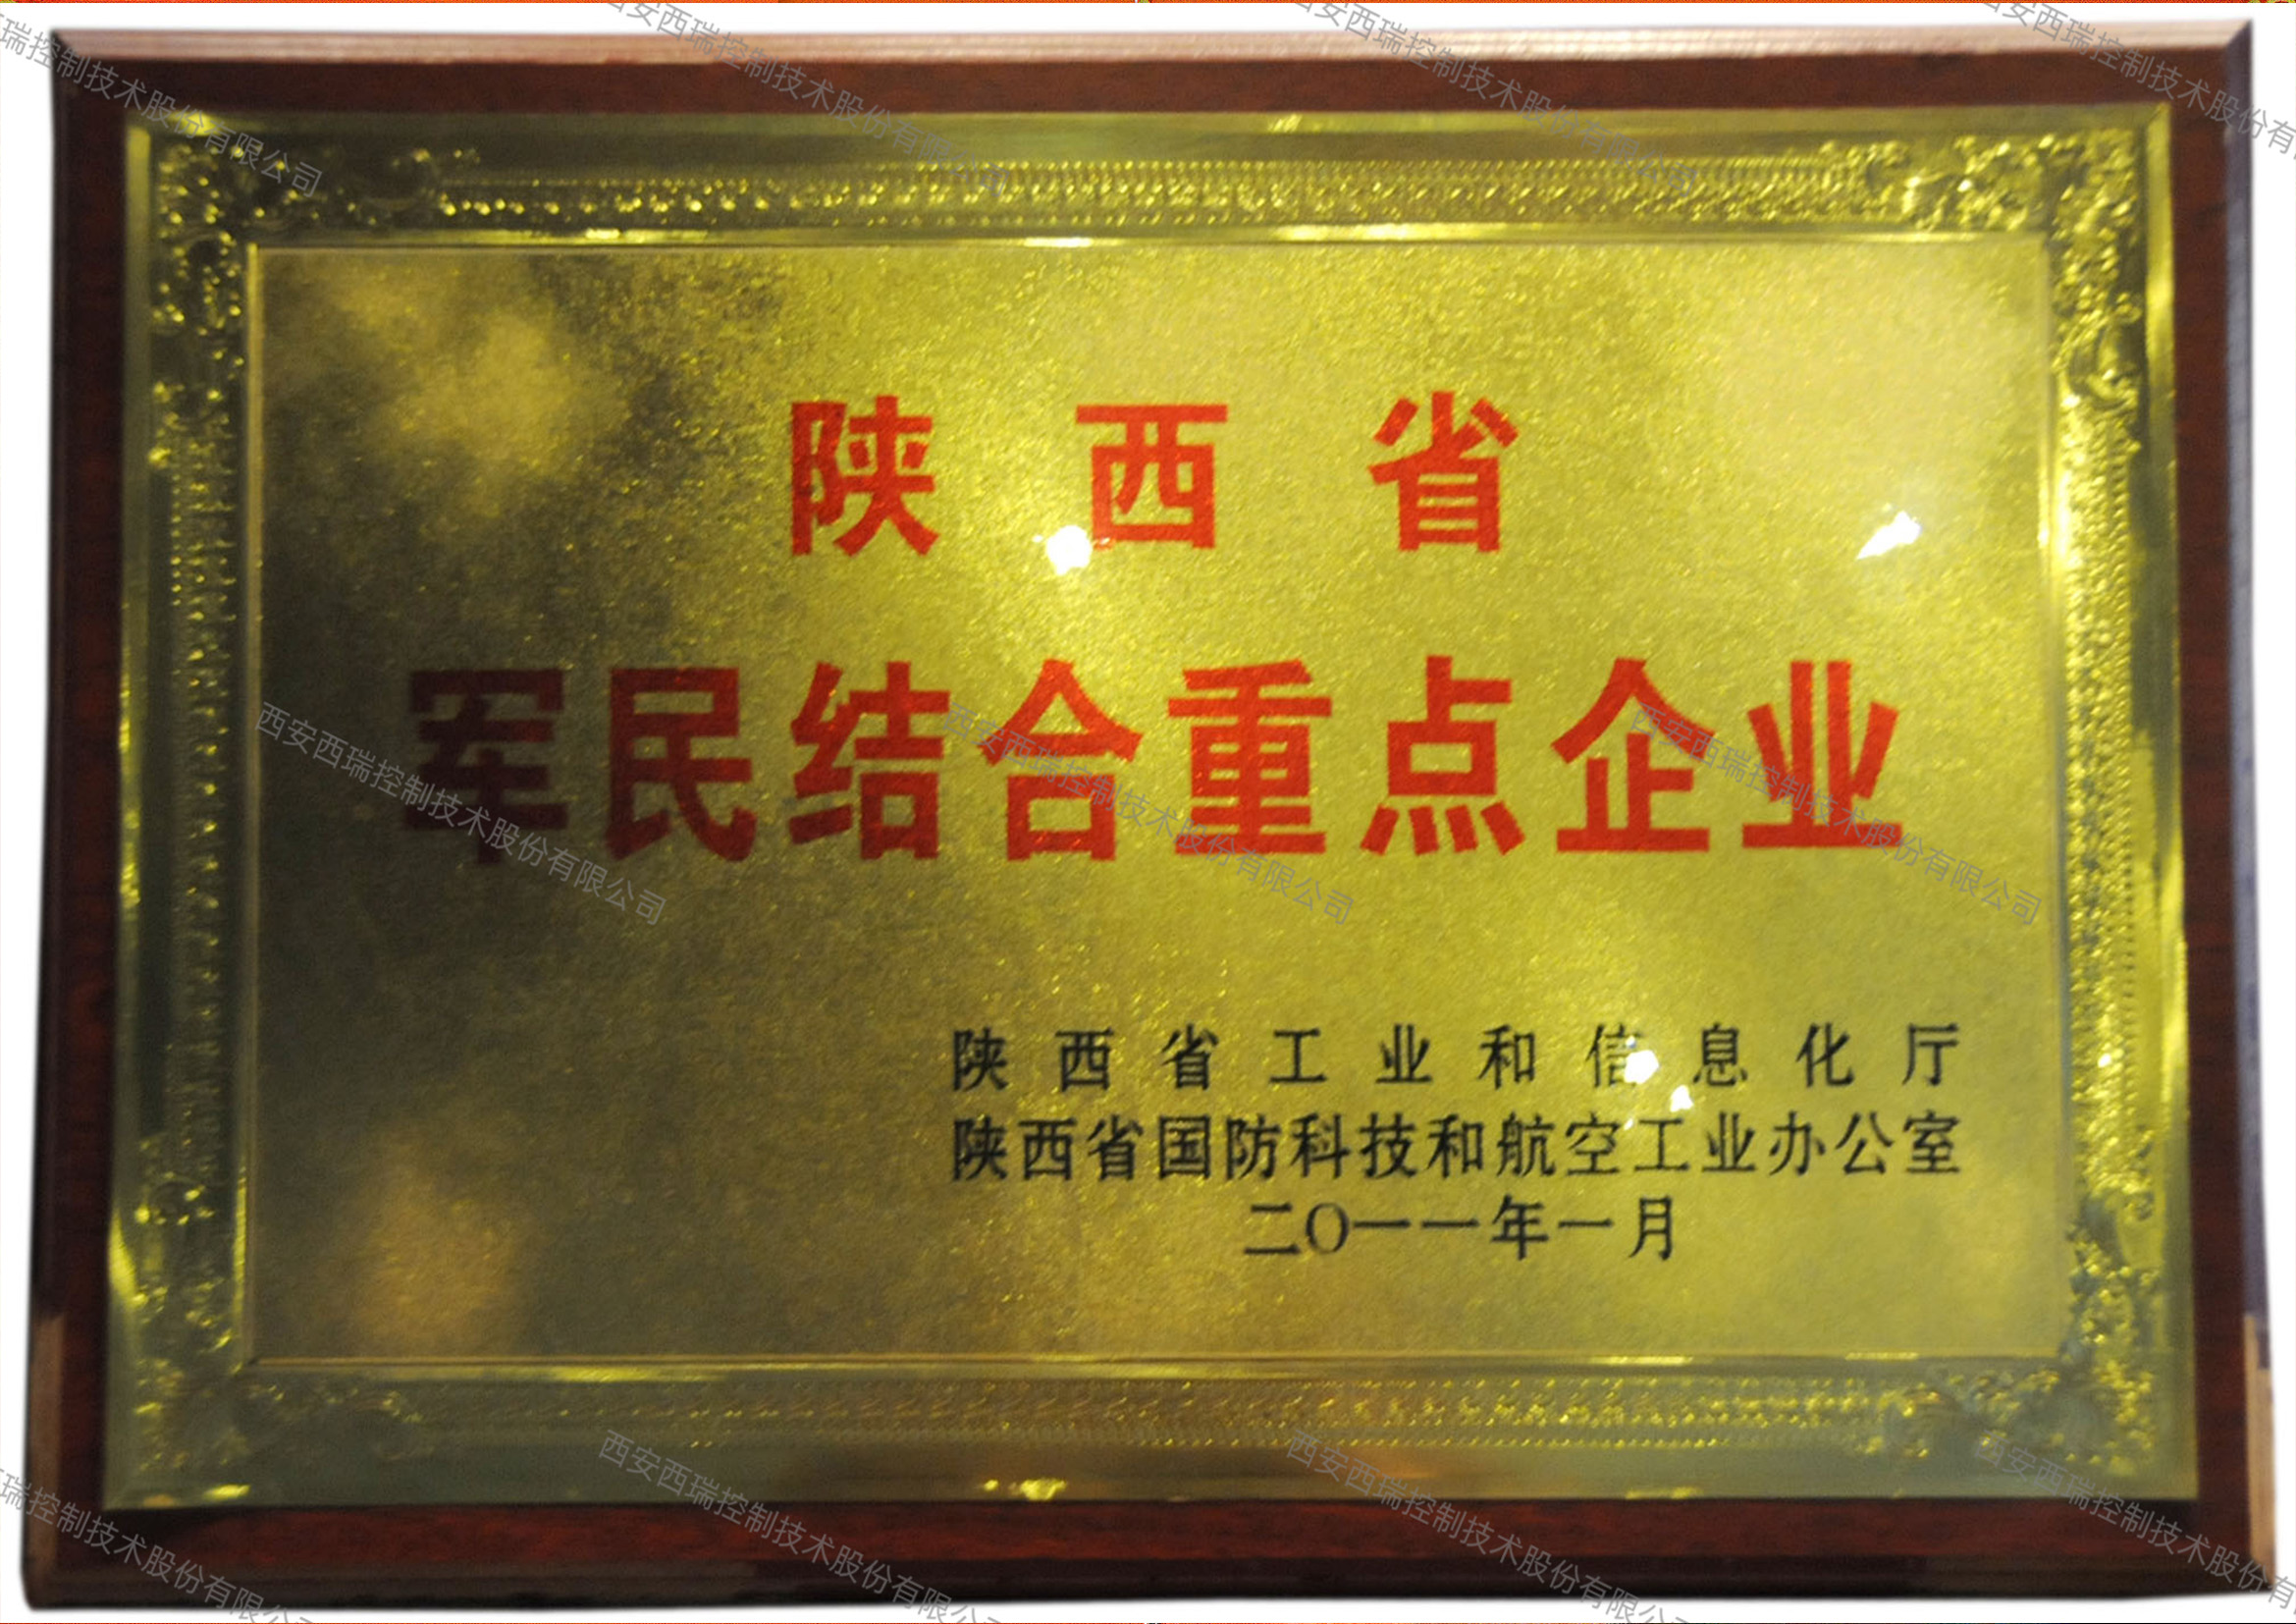 陕西省
军民结合重点企业
陕西省工业和信息化厅
陕西省国防科技和航空工业办公室
二〇一一年一月
西安西瑞控制技术股份有限公司